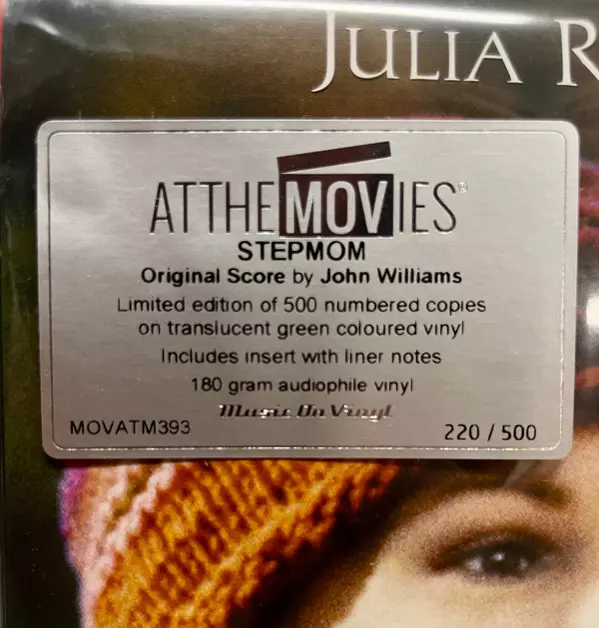 JULIA R
ATTHEMOVIES®
STEPMOM
Original Score by John Williams
Limited edition of 500 numbered copies
on translucent green coloured vinyl
Includes insert with liner notes
180 gram audiophile vinyl
Music On Vinyl
MOVATM393 220 / 500